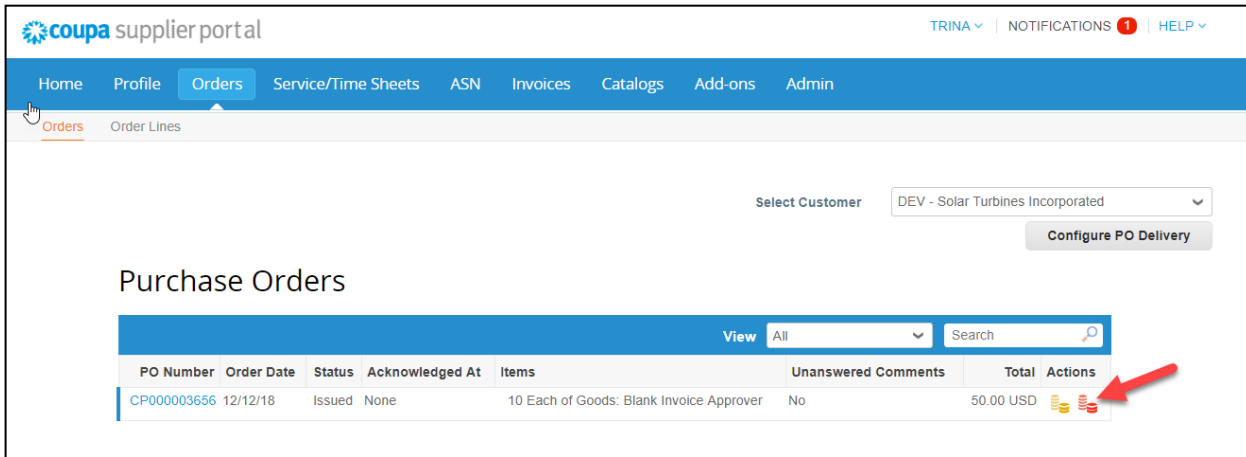 coupa supplier portal
TRINA NOTIFICATIONS 1 HELP
Home Profile Orders Service/Time Sheets ASN Invoices Catalogs Add-ons Admin
Orders Order Lines
Select Customer DEV - Solar Turbines Incorporated
Configure PO Delivery
Purchase Orders
View All Search
PO Number Order Date Status Acknowledged At Items Unanswered Comments Total Actions
CP000003656 12/12/18 Issued None 10 Each of Goods: Blank Invoice Approver No 50.00 USD